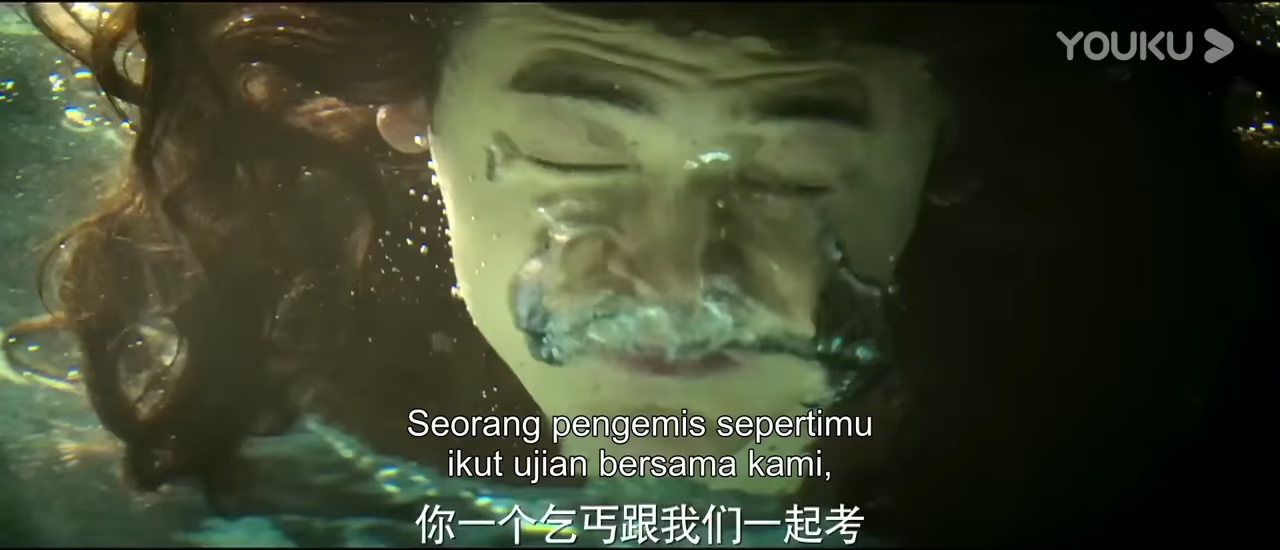 YOUKU
Seorang pengemis sepertimu
ikut ujian bersama kami,
你一个乞丐跟我们一起考